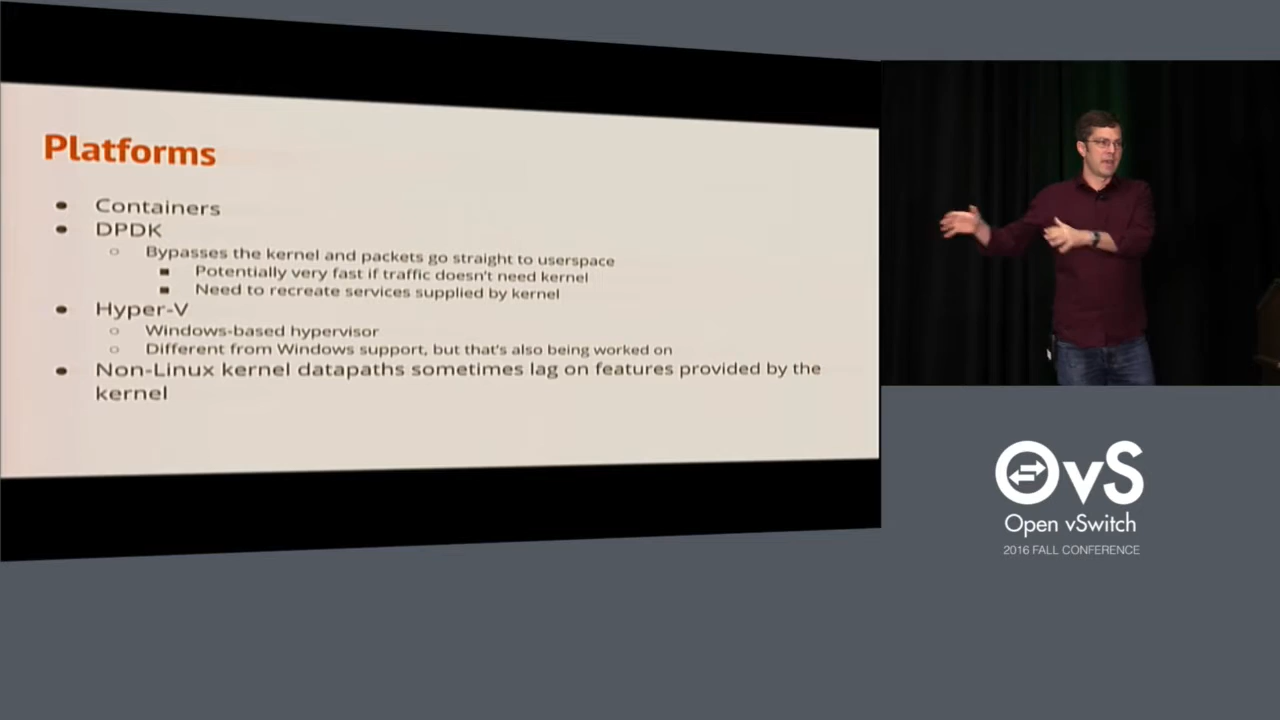 Platforms
Containers
DPDK
Bypasses the kernel and packets go straight to userspace
Potentially very fast if traffic doesn't need kernel
Need to recreate services supplied by kernel
Hyper-V
Windows-based hypervisor
Different from Windows support, but that's also being worked on
Non-Linux kernel datapaths sometimes lag on features provided by the
kernel
OvS
Open vSwitch
2016 FALL CONFERENCE